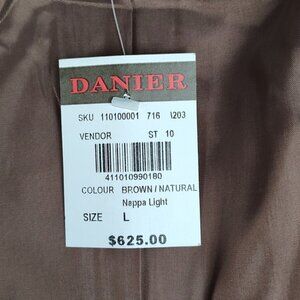 DANIER
SKU 110100001 716 1203
VENDOR ST 10
411010990180
COLOUR BROWN / NATURAL
Nappa Light
SIZE L
$625.00